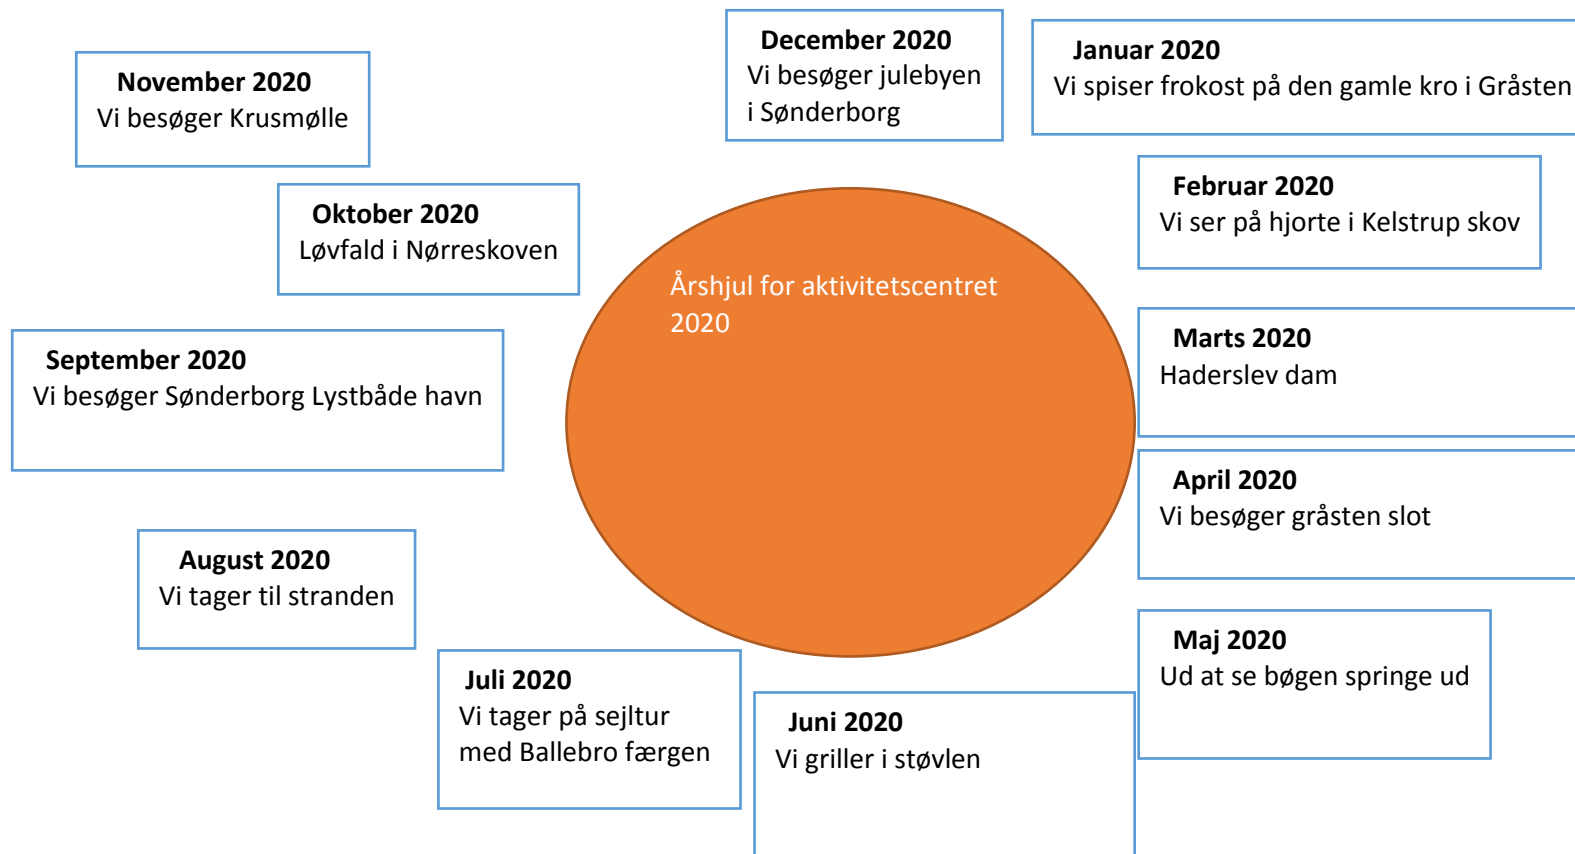 December 2020
Vi besøger julebyen
i Sønderborg
Januar 2020
Vi spiser frokost på den gamle kro i Gråsten
November 2020
Vi besøger Krusmølle
Februar 2020
Vi ser på hjorte i Kelstrup skov
Oktober 2020
Løvfald i Nørreskoven
Årshjul for aktivitetscentret
2020
Marts 2020
Haderslev dam
September 2020
Vi besøger Sønderborg Lystbåde havn
April 2020
Vi besøger gråsten slot
August 2020
Vi tager til stranden
Maj 2020
Ud at se bøgen springe ud
Juli 2020
Vi tager på sejltur
med Ballebro færgen
Juni 2020
Vi griller i støvlen